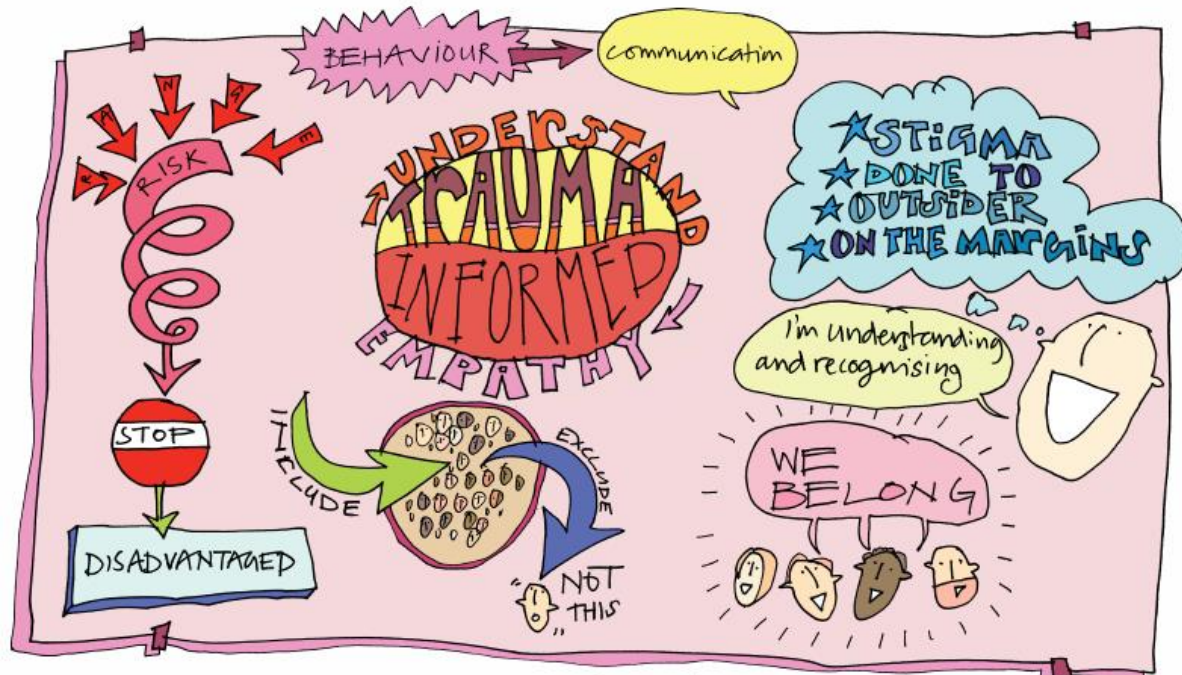 BEHAVIOUR
communication
R
A
N
S
E
RISK
STOP
DISADVANTAGED
UNDERSTAND
TRAUMA
INFORMED
EMPATHY
INCLUDE
EXCLUDE
"NOT
THIS"
STIGMA
DONE TO
OUTSIDER
ON THE MARGINS
I'm understanding
and recognising
WE
BELONG